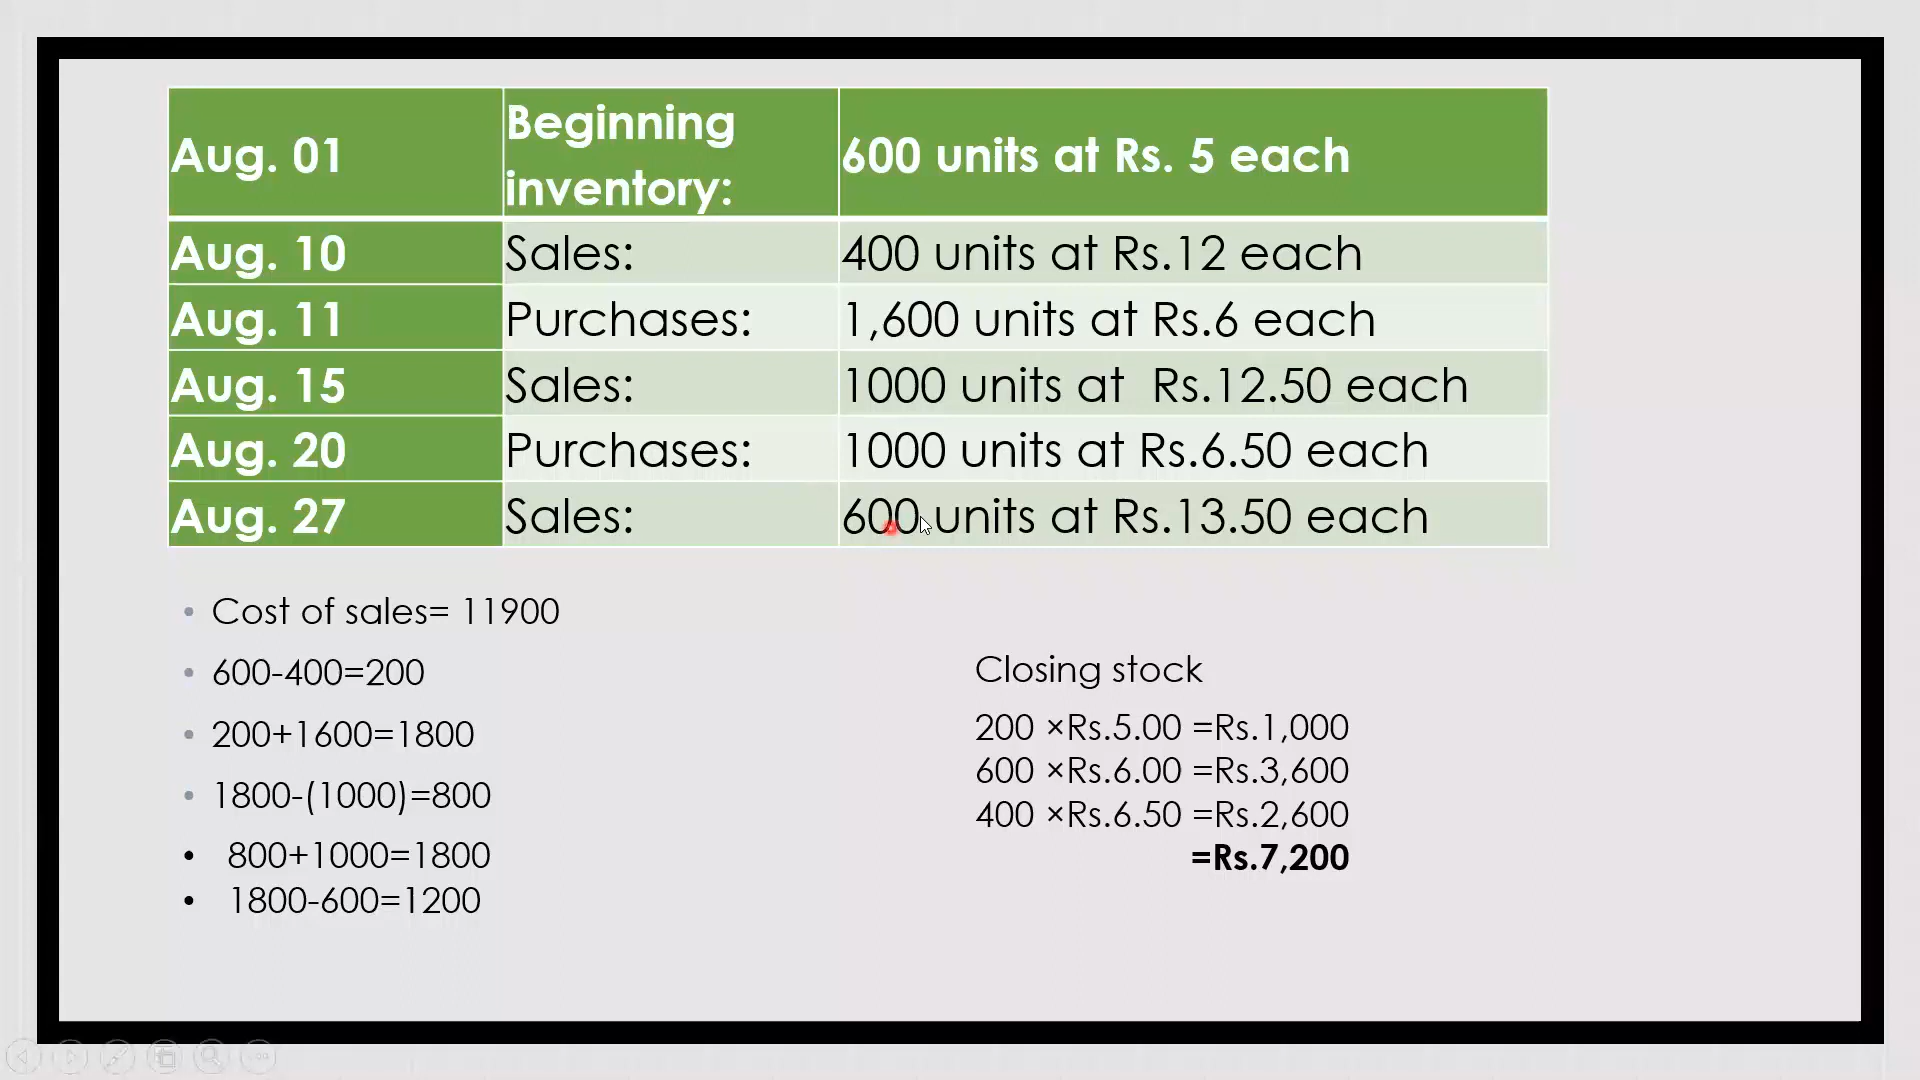 Aug. 01 Beginning inventory: 600 units at Rs. 5 each
Aug. 10 Sales: 400 units at Rs.12 each
Aug. 11 Purchases: 1,600 units at Rs.6 each
Aug. 15 Sales: 1000 units at Rs.12.50 each
Aug. 20 Purchases: 1000 units at Rs.6.50 each
Aug. 27 Sales: 600 units at Rs.13.50 each
• Cost of sales= 11900
• 600-400=200
• 200+1600=1800
• 1800-(1000)=800
• 800+1000=1800
• 1800-600=1200
Closing stock
200 ×Rs.5.00 =Rs.1,000
600 ×Rs.6.00 =Rs.3,600
400 ×Rs.6.50 =Rs.2,600
=Rs.7,200